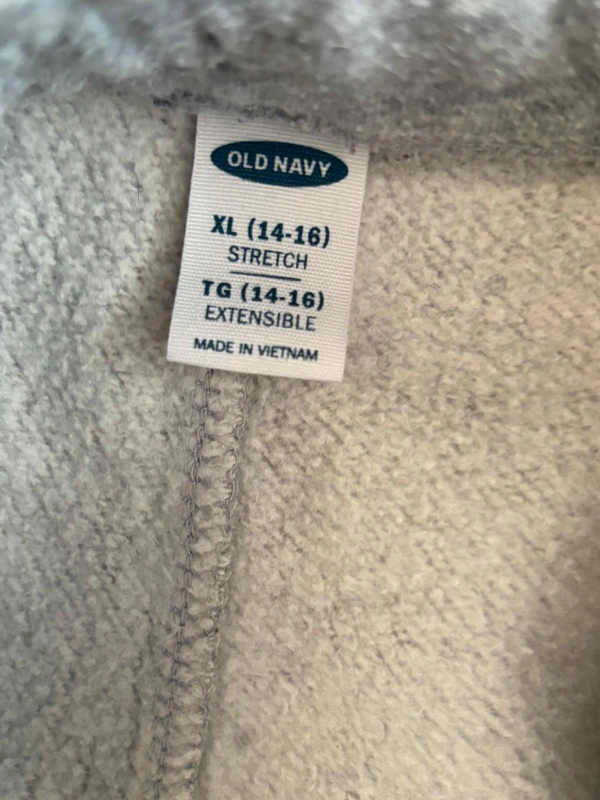 OLD NAVY
XL (14-16)
STRETCH
TG (14-16)
EXTENSIBLE
MADE IN VIETNAM